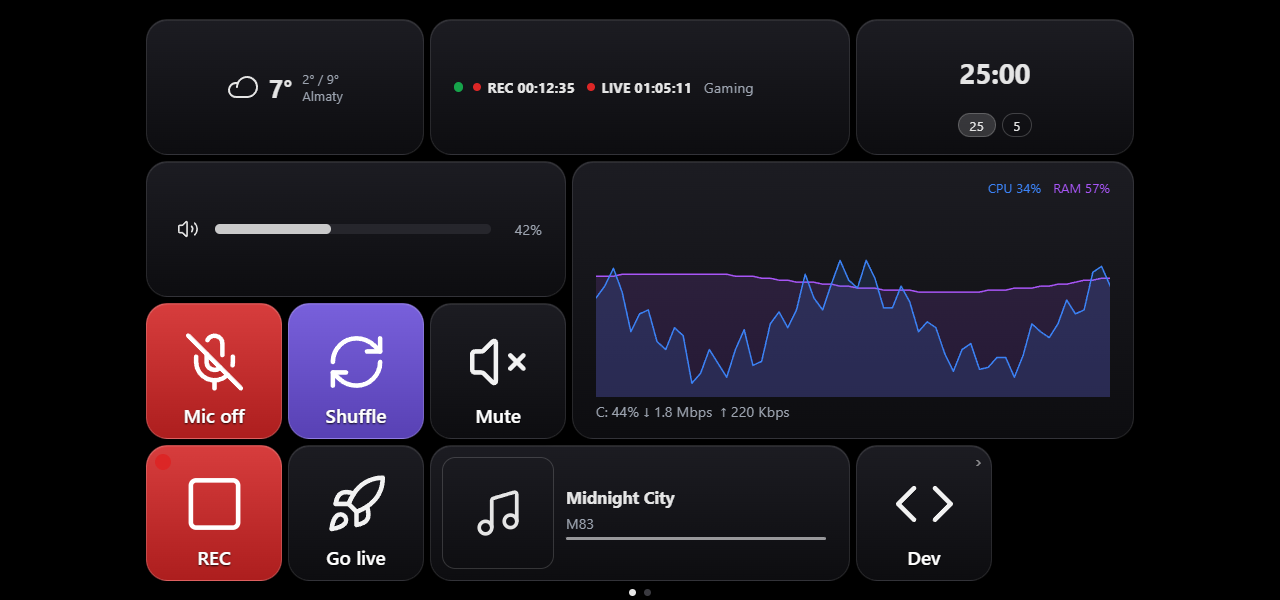 7°
2° / 9°
Almaty
REC 00:12:35 LIVE 01:05:11 Gaming
25:00
25 5
42%
CPU 34% RAM 57%
C: 44% ↓ 1.8 Mbps ↑ 220 Kbps
Mic off
Shuffle
Mute
REC
Go live
Midnight City
M83
Dev